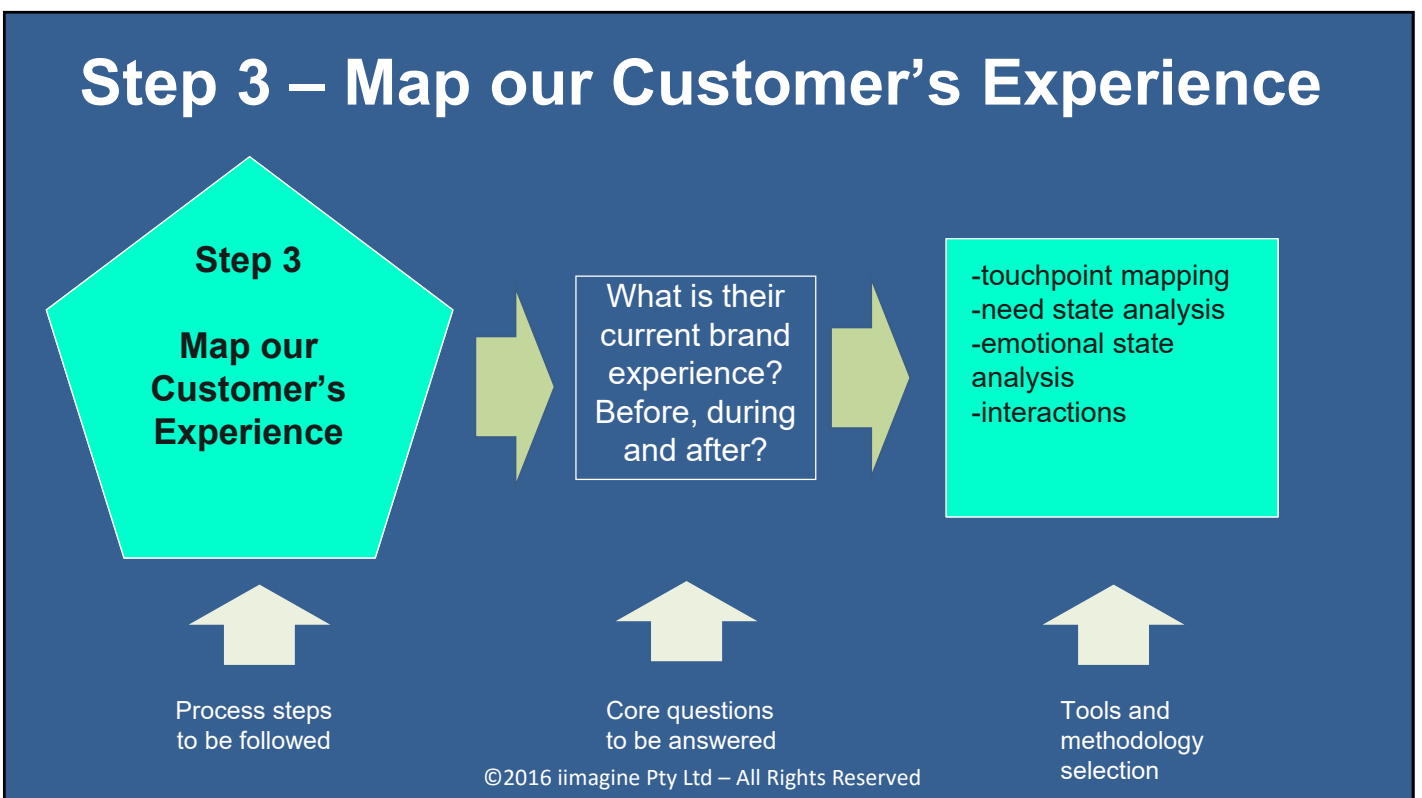 Step 3 – Map our Customer’s Experience
Step 3
Map our
Customer’s
Experience
What is their
current brand
experience?
Before, during
and after?
-touchpoint mapping
-need state analysis
-emotional state
analysis
-interactions
Process steps
to be followed
Core questions
to be answered
Tools and
methodology
selection
©2016 iimagine Pty Ltd – All Rights Reserved